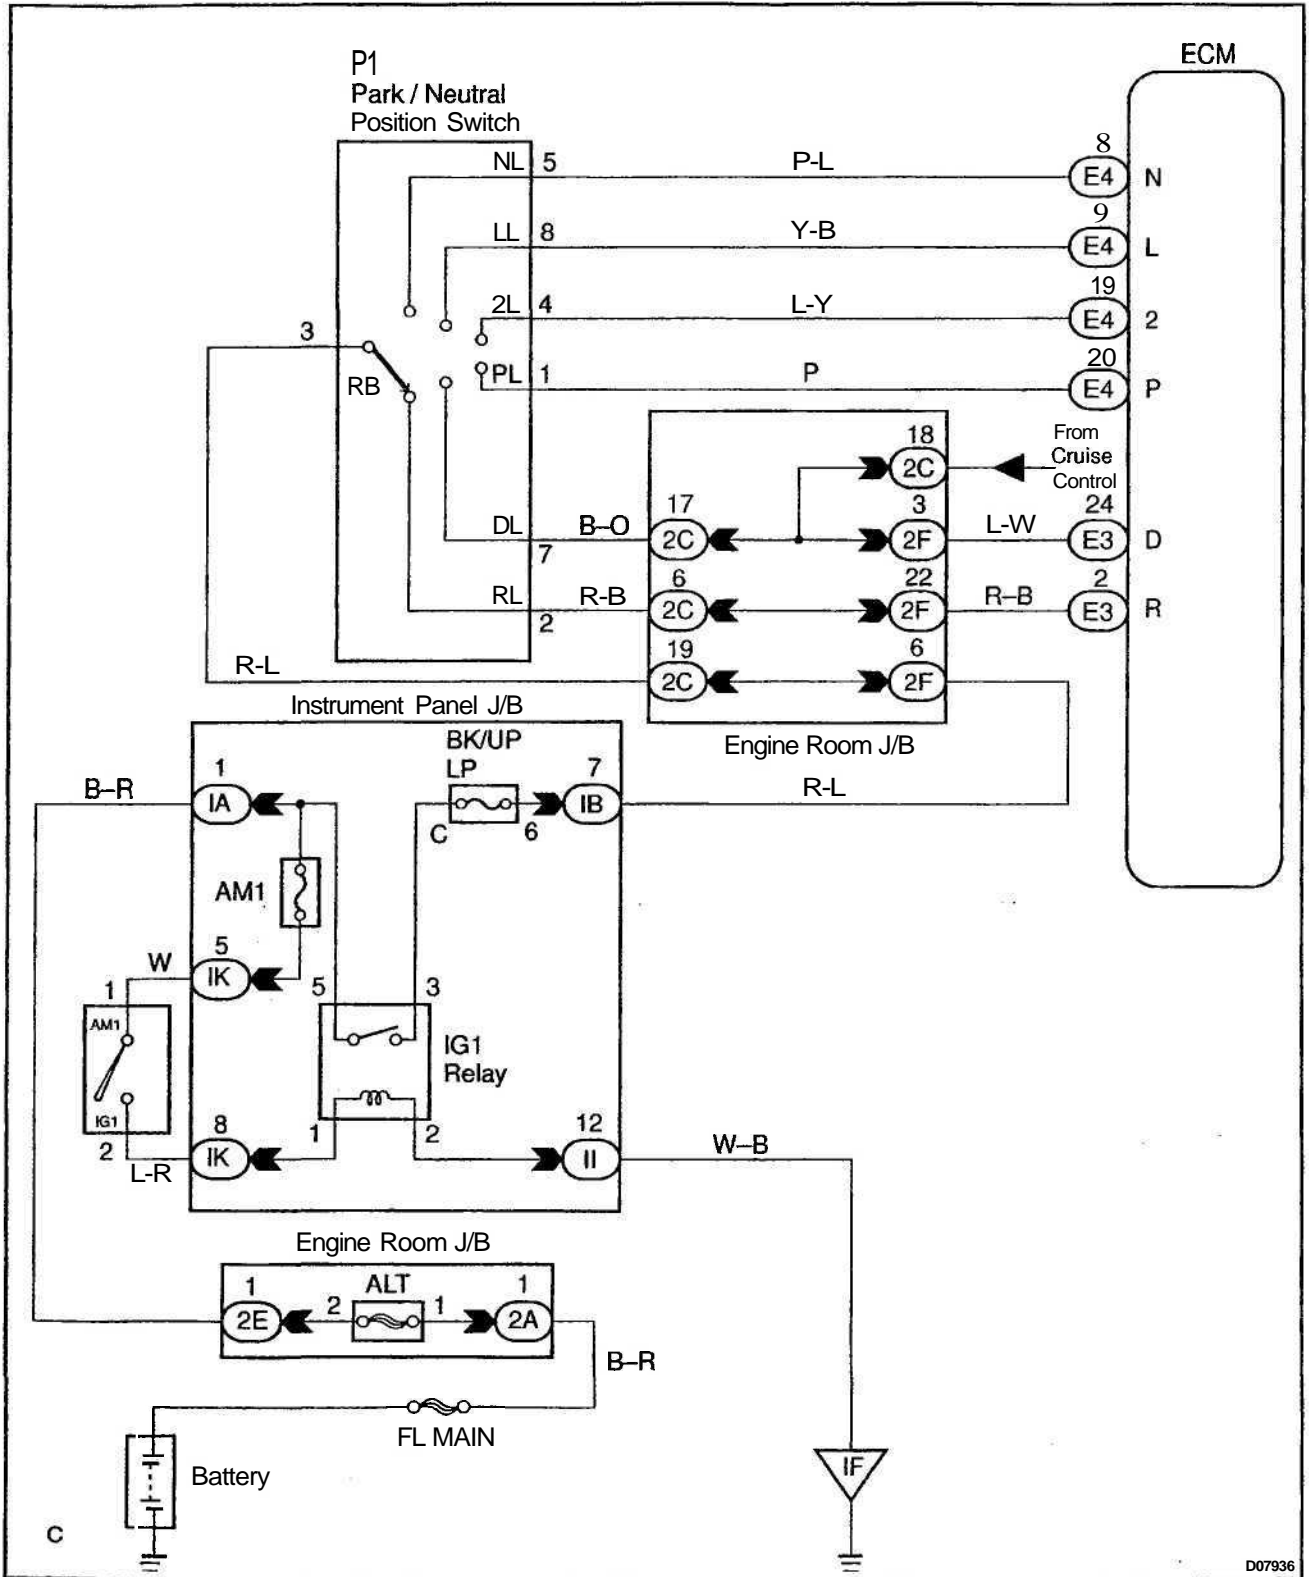 ECM
P1
Park / Neutral
Position Switch
NL 5 P-L 8 E4 N
LL 8 Y-B 9 E4 L
2L 4 L-Y 19 E4 2
3
RB
PL 1 P 20 E4 P
18 2C From
Cruise
Control
DL 7 B–O 17 2C 3 2F L-W 24 E3 D
RL 2 R-B 6 2C 22 2F R–B 2 E3 R
R-L 19 2C 6 2F
Engine Room J/B
Instrument Panel J/B
BK/UP
LP
B–R 1 IA C 6 7 IB R-L
AM1
W 5 IK
1
AM1
IG1
2
5 3
IG1
Relay
1 2
L-R 8 IK 12 II W–B
Engine Room J/B
ALT
1 2E 2 1 1 2A
B–R
FL MAIN
Battery
IF
C
D07936